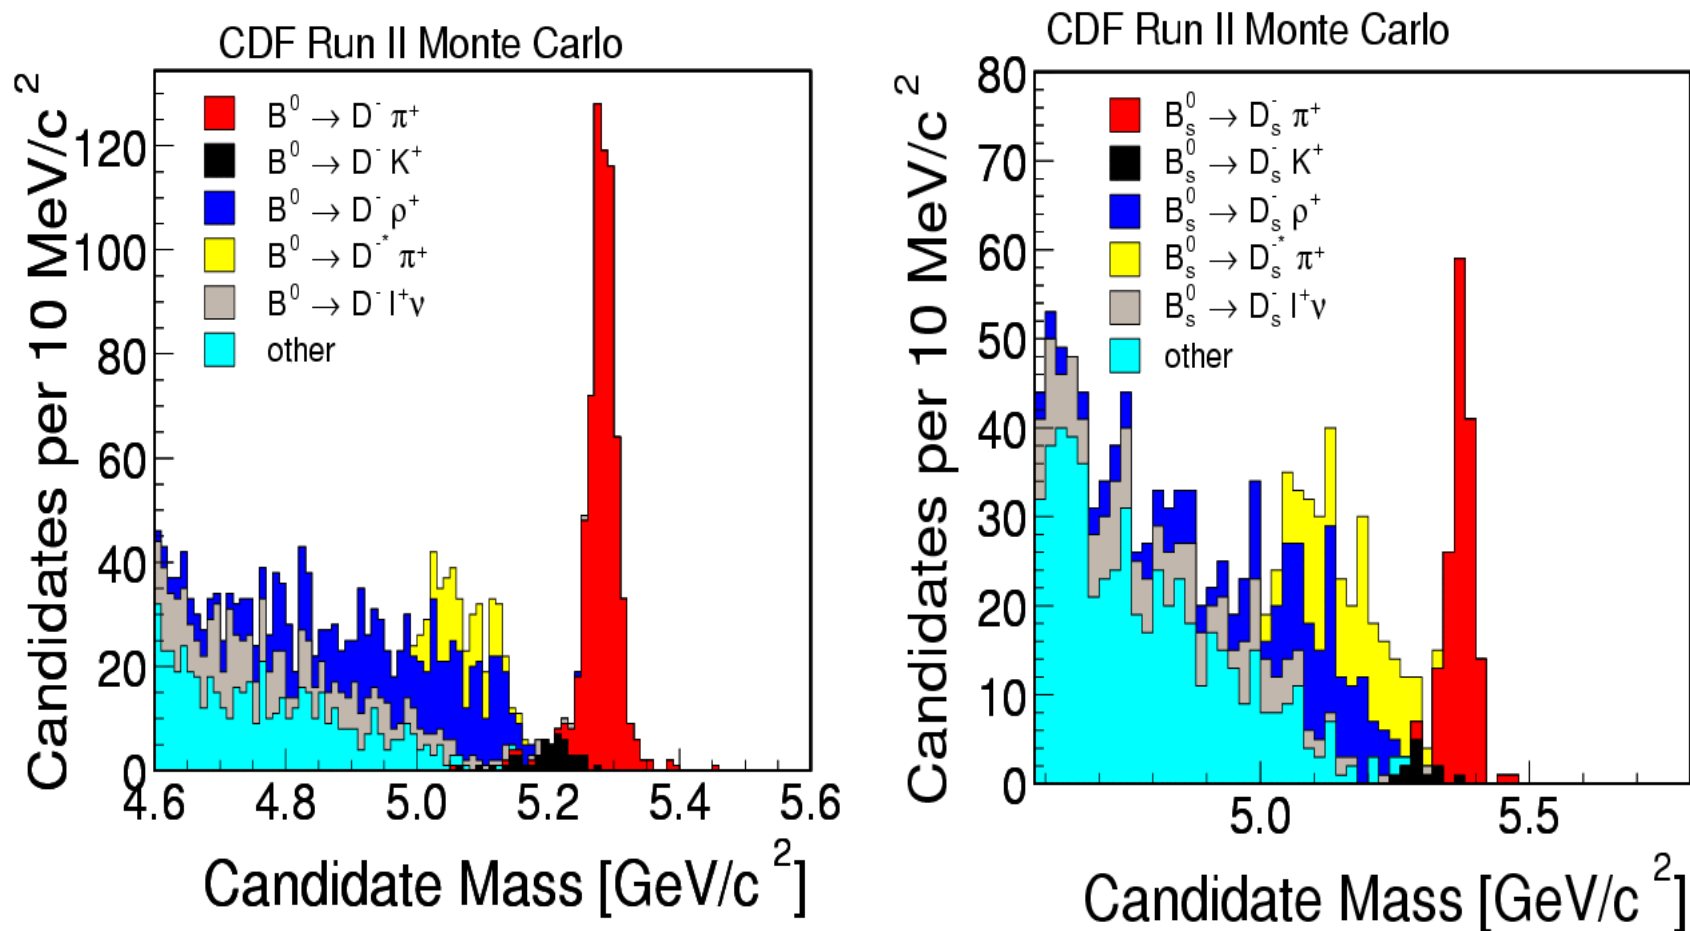 CDF Run II Monte Carlo
Candidates per 10 MeV/c²
120
100
80
60
40
20
0
B⁰ → D⁻ π⁺
B⁰ → D⁻ K⁺
B⁰ → D⁻ ρ⁺
B⁰ → D⁻* π⁺
B⁰ → D⁻ l⁺ν
other
4.6 4.8 5.0 5.2 5.4 5.6
Candidate Mass [GeV/c²]
CDF Run II Monte Carlo
Candidates per 10 MeV/c²
80
70
60
50
40
30
20
10
0
B⁰ₛ → D⁻ₛ π⁺
B⁰ₛ → D⁻ₛ K⁺
B⁰ₛ → D⁻ₛ ρ⁺
B⁰ₛ → D⁻*ₛ π⁺
B⁰ₛ → D⁻ₛ l⁺ν
other
5.0 5.5
Candidate Mass [GeV/c²]